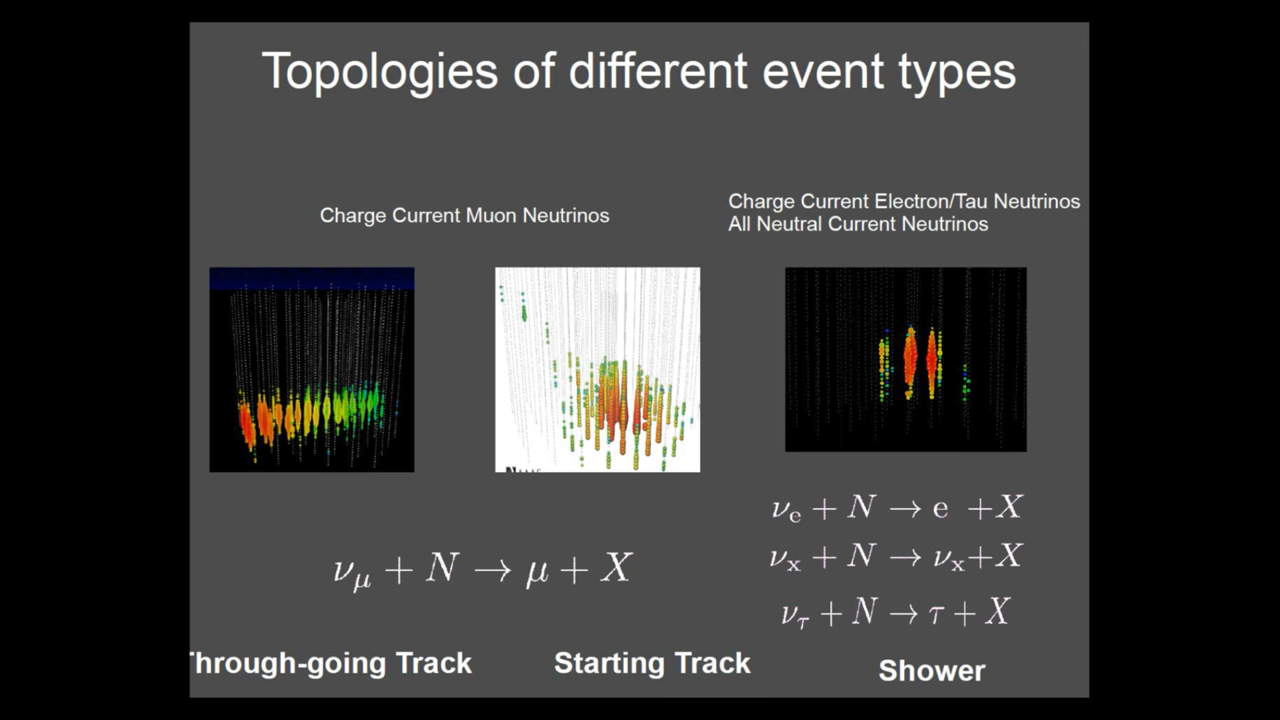 Topologies of different event types
Charge Current Muon Neutrinos
Charge Current Electron/Tau Neutrinos
All Neutral Current Neutrinos
ν_μ + N → μ + X
ν_e + N → e + X
ν_x + N → ν_x + X
ν_τ + N → τ + X
Through-going Track
Starting Track
Shower